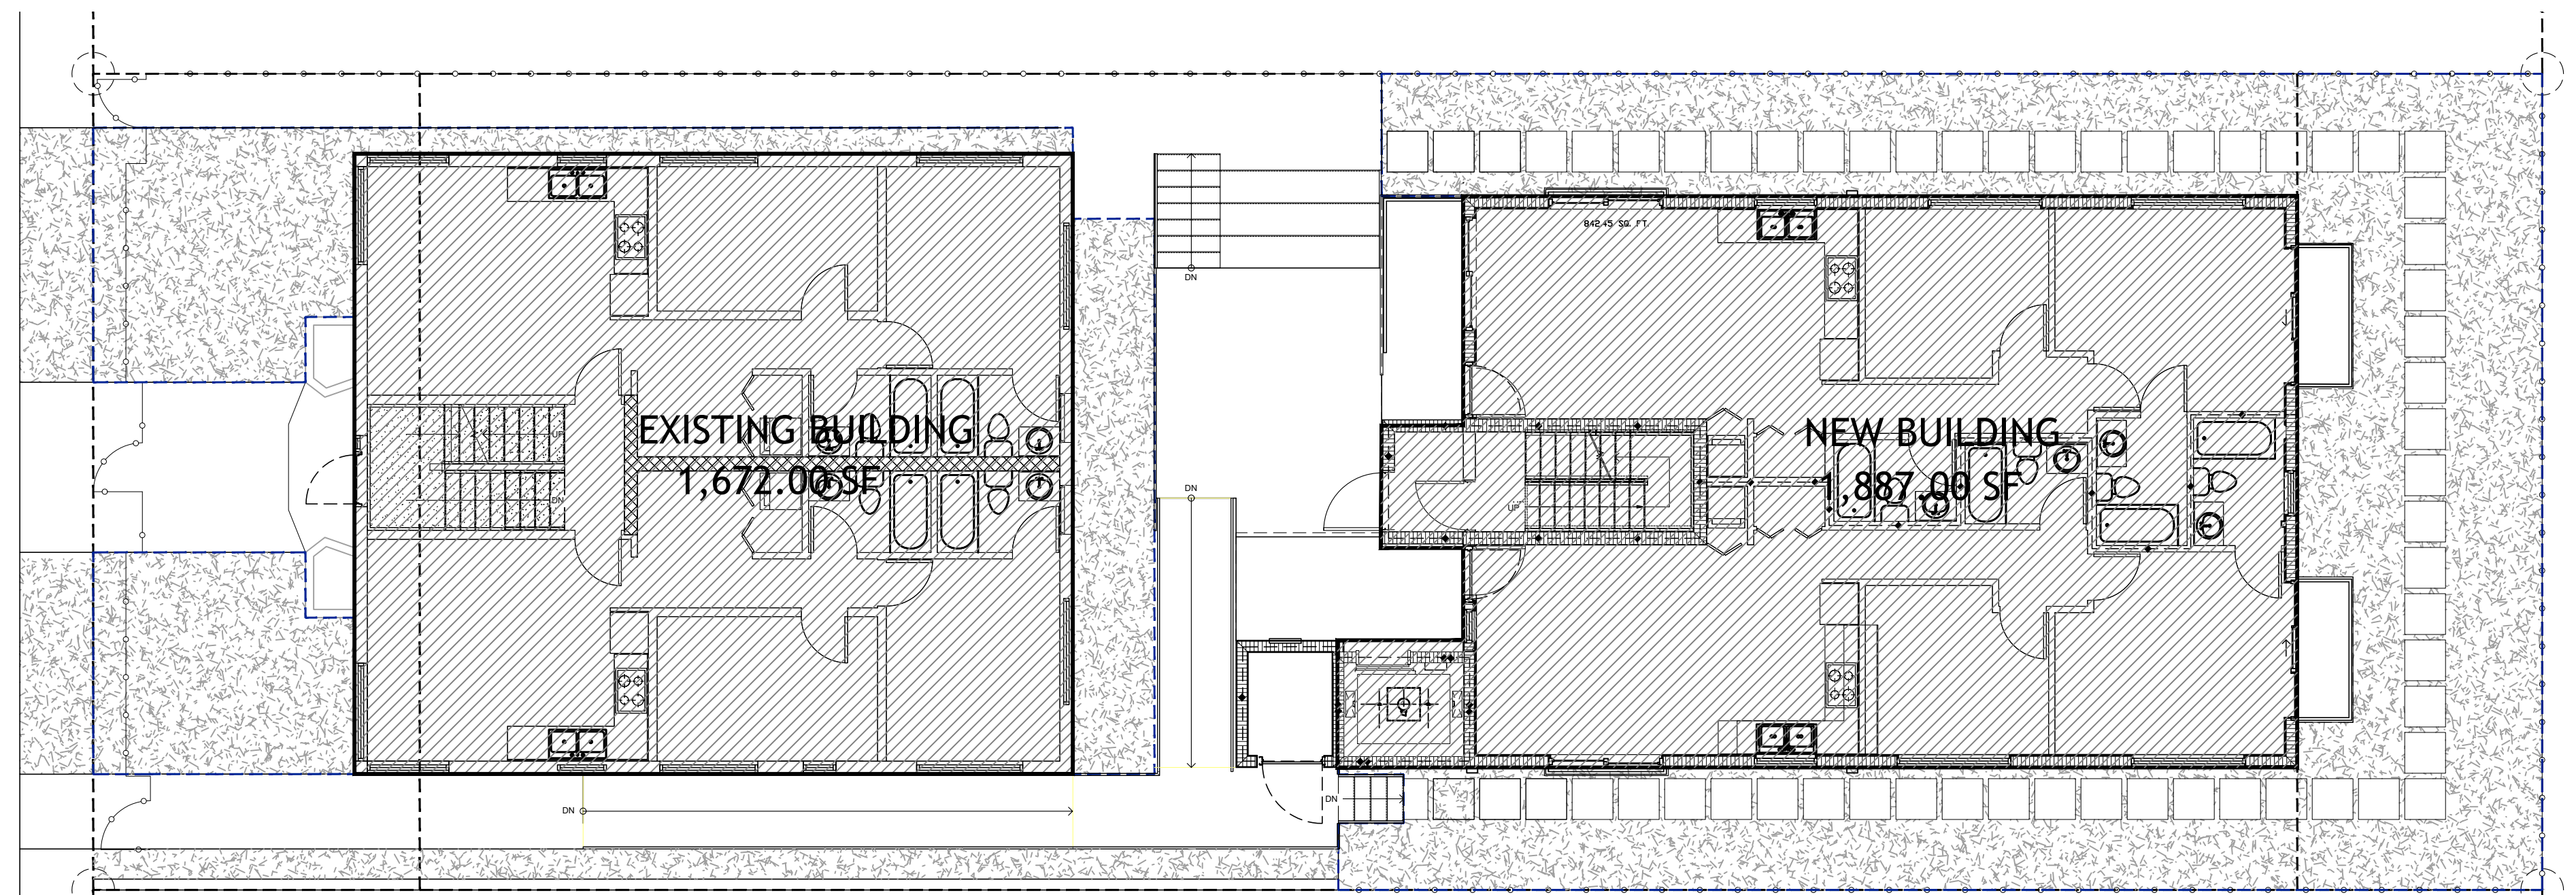 DN
842.45 SQ. FT.
EXISTING BUILDING
1,672.00 SF
NEW BUILDING
1,887.00 SF
UP
DN
DN
UP
DN
DN